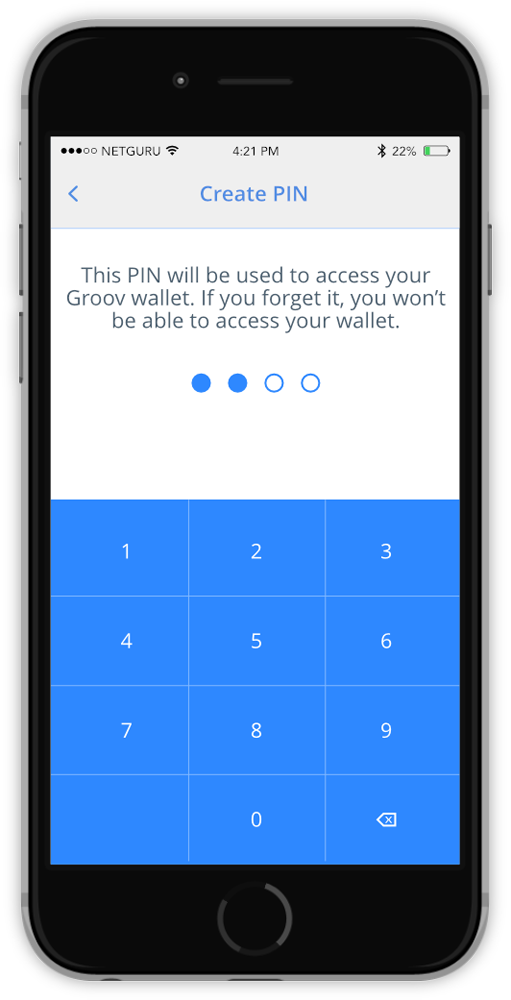 NETGURU 4:21 PM 22%
Create PIN
This PIN will be used to access your
Groov wallet. If you forget it, you won’t
be able to access your wallet.
1 2 3
4 5 6
7 8 9
0